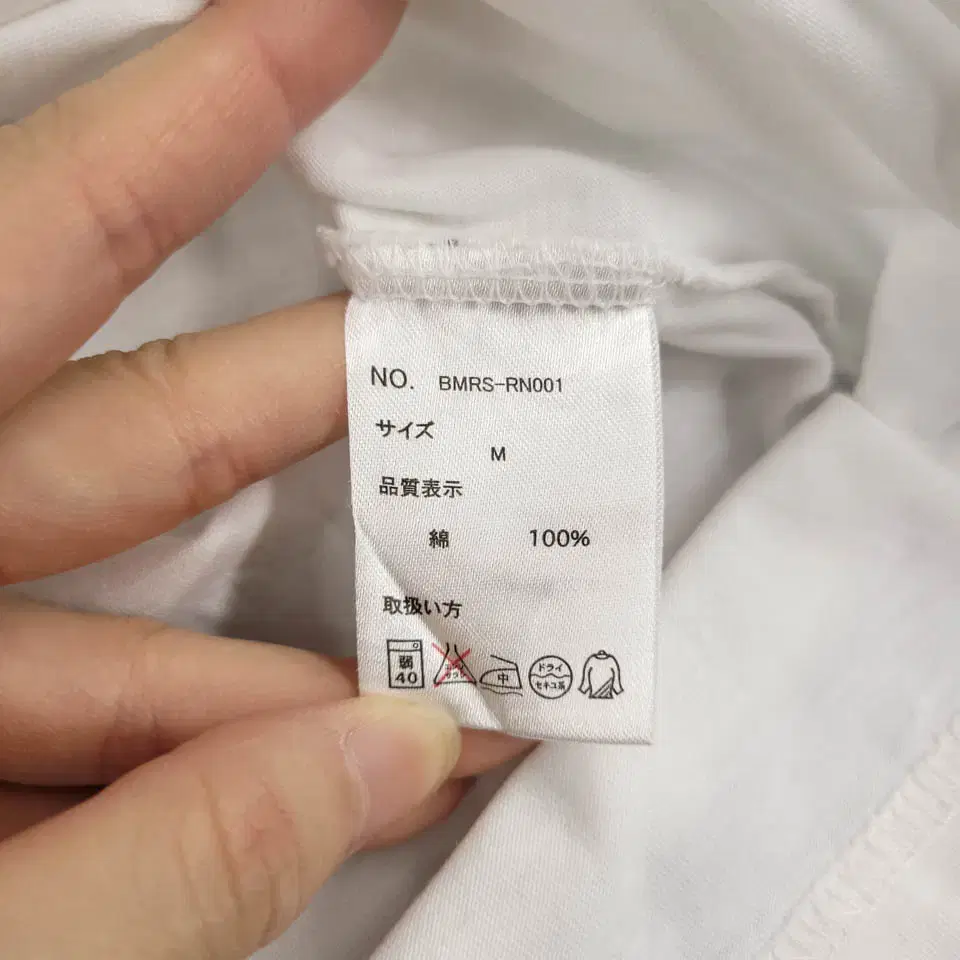 NO. BMRS-RN001
サイズ
M
品質表示
綿 100%
取扱い方
弱
40
中
ドライ
セキユ系